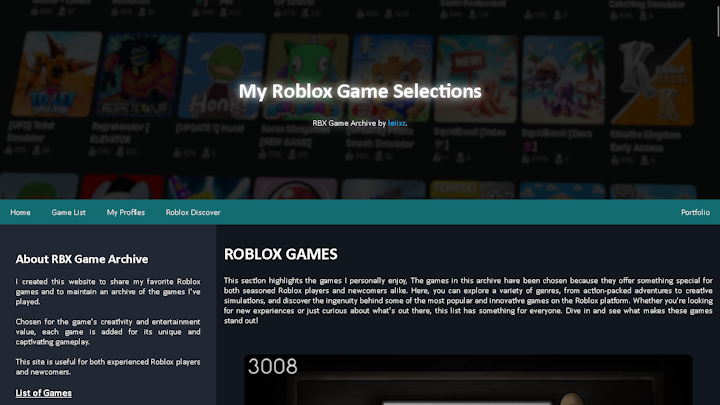 My Roblox Game Selections
RBX Game Archive by leiixz.
Home
Game List
My Profiles
Roblox Discover
Portfolio
About RBX Game Archive
I created this website to share my favorite Roblox
games and to maintain an archive of the games I've
played.
Chosen for the game's creativity and entertainment
value, each game is added for its unique and
captivating gameplay.
This site is useful for both experienced Roblox players
and newcomers.
List of Games
ROBLOX GAMES
This section highlights the games I personally enjoy, The games in this archive have been chosen because they offer something special for
both seasoned Roblox players and newcomers alike. Here, you can explore a variety of genres, from action-packed adventures to creative
simulations, and discover the ingenuity behind some of the most popular and innovative games on the Roblox platform. Whether you're looking
for new experiences or just curious about what's out there, this list has something for everyone. Dive in and see what makes these games
stand out!
3008